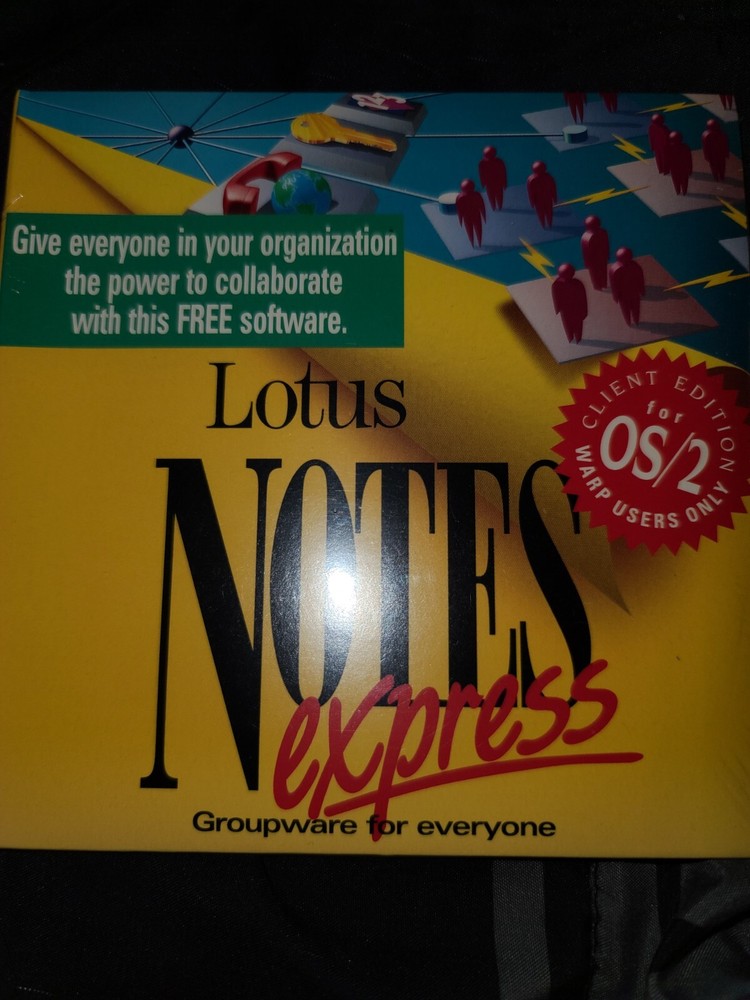 Give everyone in your organization
the power to collaborate
with this FREE software.
Lotus
CLIENT EDITION
for
OS/2
WARP USERS ONLY
NOTES
express
Groupware for everyone